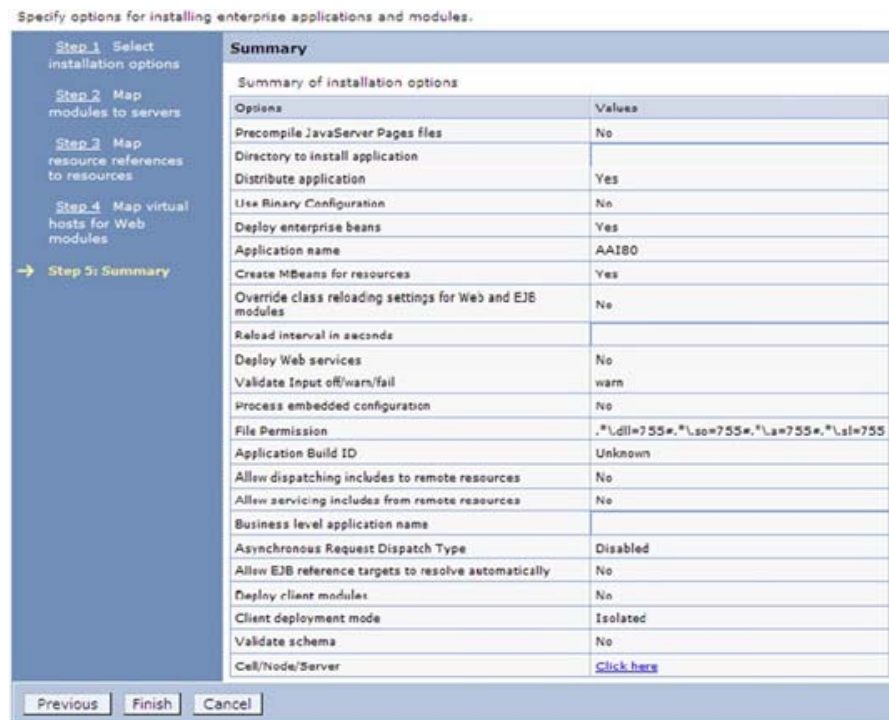 Specify options for installing enterprise applications and modules.
Step 1 Select
installation options
Step 2 Map
modules to servers
Step 3 Map
resource references
to resources
Step 4 Map virtual
hosts for Web
modules
Step 5: Summary
Summary
Summary of installation options
Options Values
Precompile JavaServer Pages files No
Directory to install application
Distribute application Yes
Use Binary Configuration No
Deploy enterprise beans Yes
Application name AAI80
Create MBeans for resources Yes
Override class reloading settings for Web and EJB
modules No
Reload interval in seconds
Deploy Web services No
Validate Input off/warn/fail warn
Process embedded configuration No
File Permission .*\.dll=755#.*\.so=755#.*\.a=755#.*\.sl=755
Application Build ID Unknown
Allow dispatching includes to remote resources No
Allow servicing includes from remote resources No
Business level application name
Asynchronous Request Dispatch Type Disabled
Allow EJB reference targets to resolve automatically No
Deploy client modules No
Client deployment mode Isolated
Validate schema No
Cell/Node/Server Click here
Previous Finish Cancel